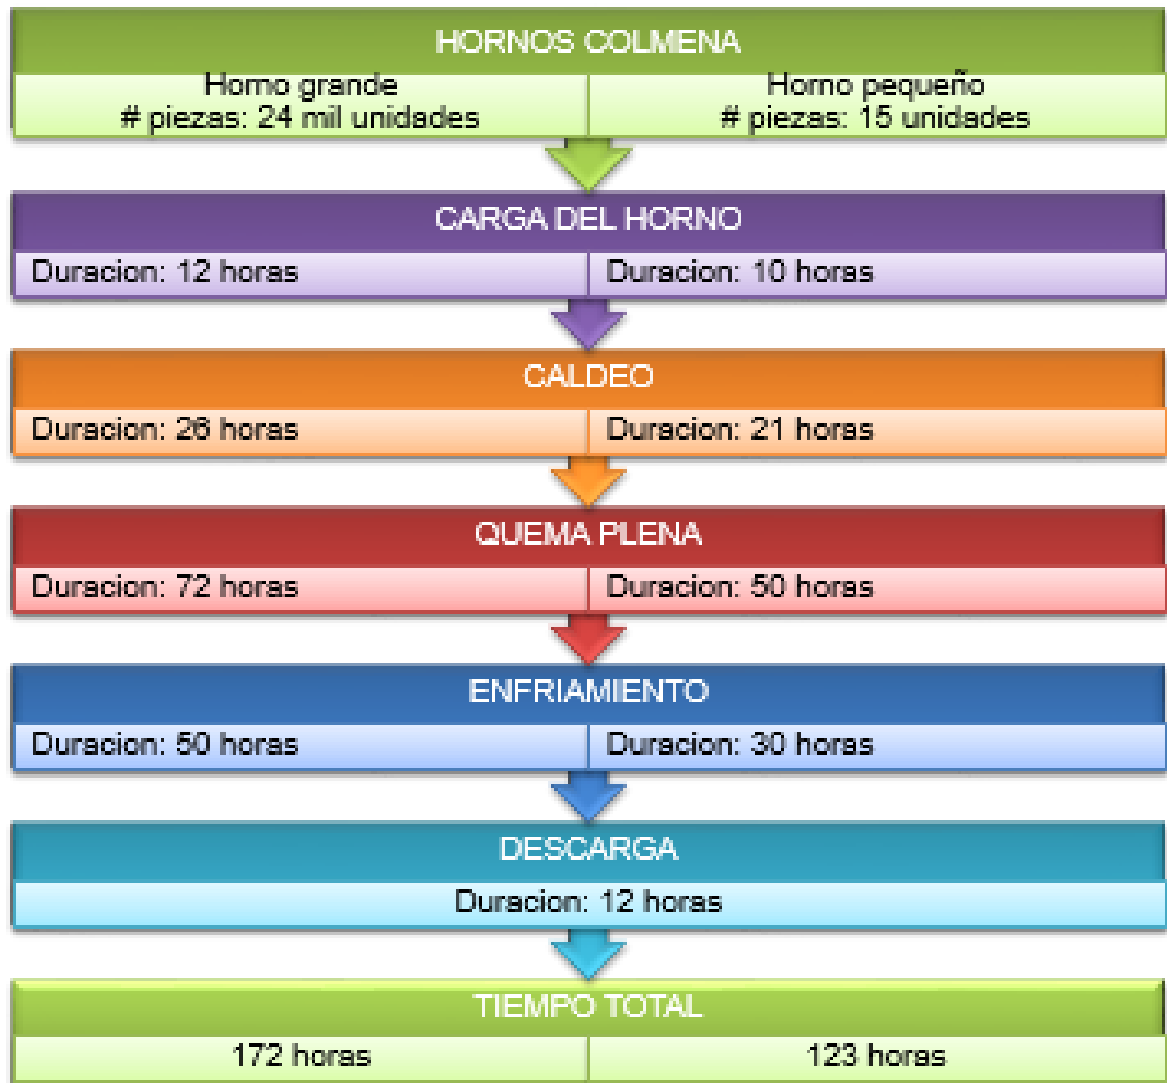 HORNOS COLMENA
Horno grande
# piezas: 24 mil unidades
Horno pequeño
# piezas: 15 unidades
CARGA DEL HORNO
Duracion: 12 horas
Duracion: 10 horas
CALDEO
Duracion: 26 horas
Duracion: 21 horas
QUEMA PLENA
Duracion: 72 horas
Duracion: 50 horas
ENFRIAMIENTO
Duracion: 50 horas
Duracion: 30 horas
DESCARGA
Duracion: 12 horas
TIEMPO TOTAL
172 horas
123 horas